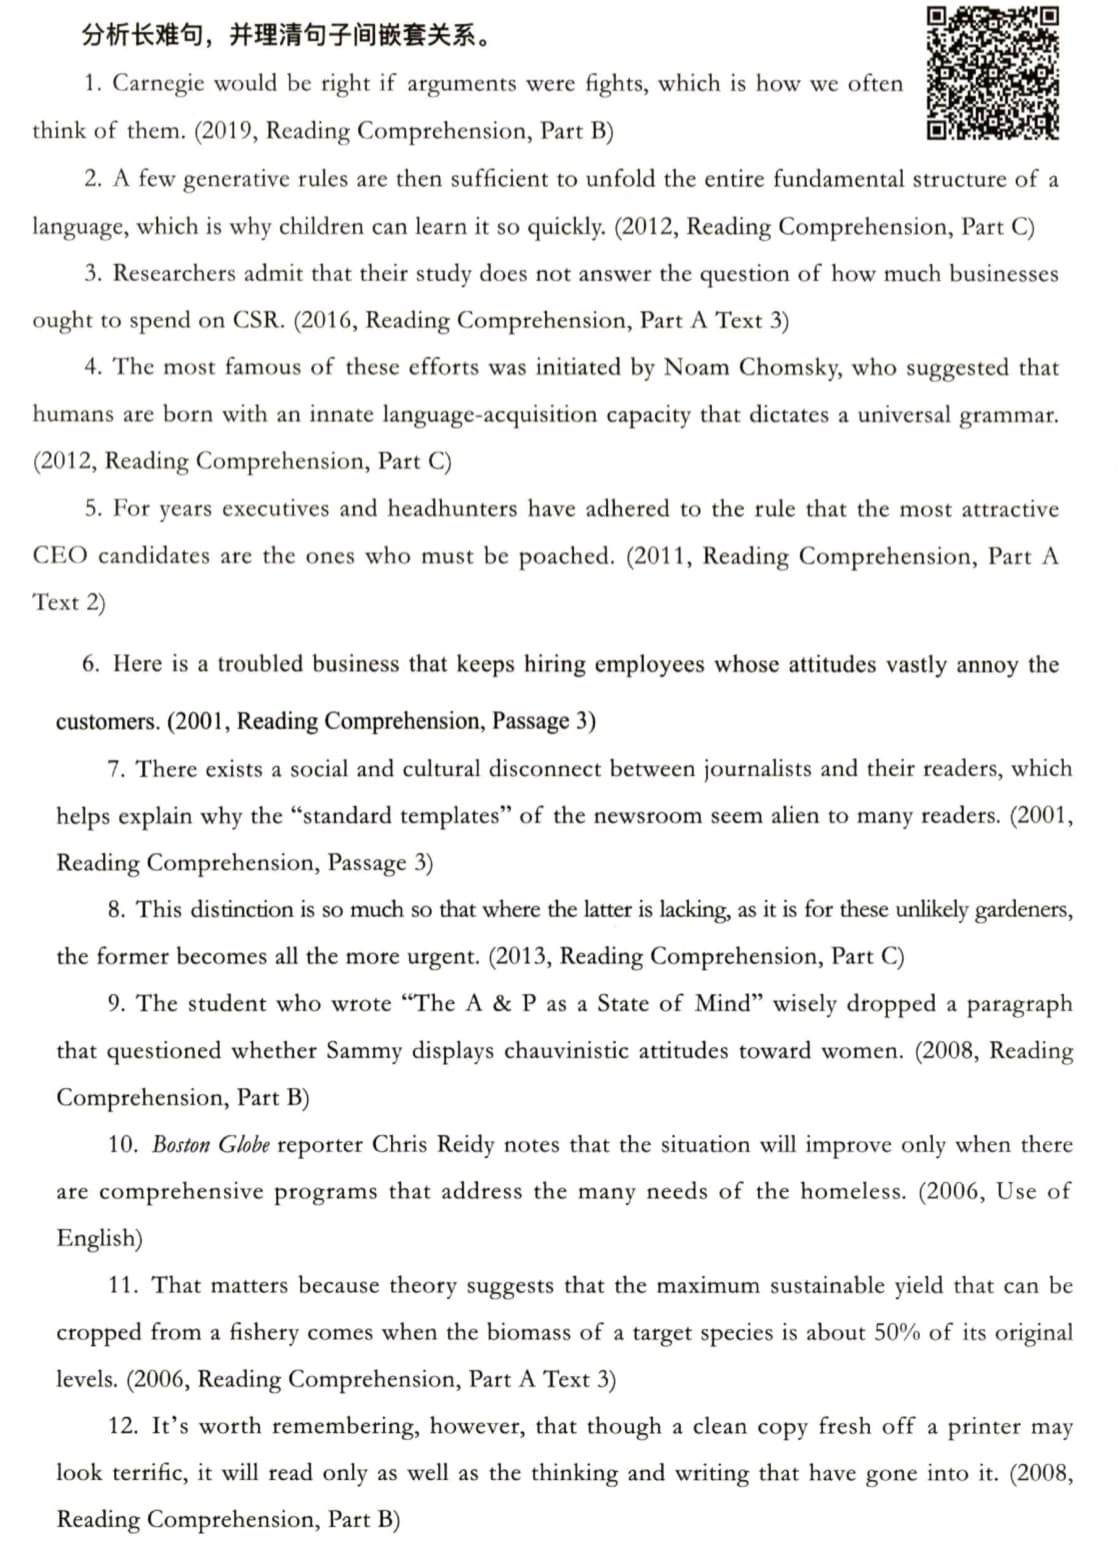 分析长难句，并理清句子间嵌套关系。
1. Carnegie would be right if arguments were fights, which is how we often
think of them. (2019, Reading Comprehension, Part B)
2. A few generative rules are then sufficient to unfold the entire fundamental structure of a
language, which is why children can learn it so quickly. (2012, Reading Comprehension, Part C)
3. Researchers admit that their study does not answer the question of how much businesses
ought to spend on CSR. (2016, Reading Comprehension, Part A Text 3)
4. The most famous of these efforts was initiated by Noam Chomsky, who suggested that
humans are born with an innate language-acquisition capacity that dictates a universal grammar.
(2012, Reading Comprehension, Part C)
5. For years executives and headhunters have adhered to the rule that the most attractive
CEO candidates are the ones who must be poached. (2011, Reading Comprehension, Part A
Text 2)
6. Here is a troubled business that keeps hiring employees whose attitudes vastly annoy the
customers. (2001, Reading Comprehension, Passage 3)
7. There exists a social and cultural disconnect between journalists and their readers, which
helps explain why the “standard templates” of the newsroom seem alien to many readers. (2001,
Reading Comprehension, Passage 3)
8. This distinction is so much so that where the latter is lacking, as it is for these unlikely gardeners,
the former becomes all the more urgent. (2013, Reading Comprehension, Part C)
9. The student who wrote “The A & P as a State of Mind” wisely dropped a paragraph
that questioned whether Sammy displays chauvinistic attitudes toward women. (2008, Reading
Comprehension, Part B)
10. Boston Globe reporter Chris Reidy notes that the situation will improve only when there
are comprehensive programs that address the many needs of the homeless. (2006, Use of
English)
11. That matters because theory suggests that the maximum sustainable yield that can be
cropped from a fishery comes when the biomass of a target species is about 50% of its original
levels. (2006, Reading Comprehension, Part A Text 3)
12. It’s worth remembering, however, that though a clean copy fresh off a printer may
look terrific, it will read only as well as the thinking and writing that have gone into it. (2008,
Reading Comprehension, Part B)